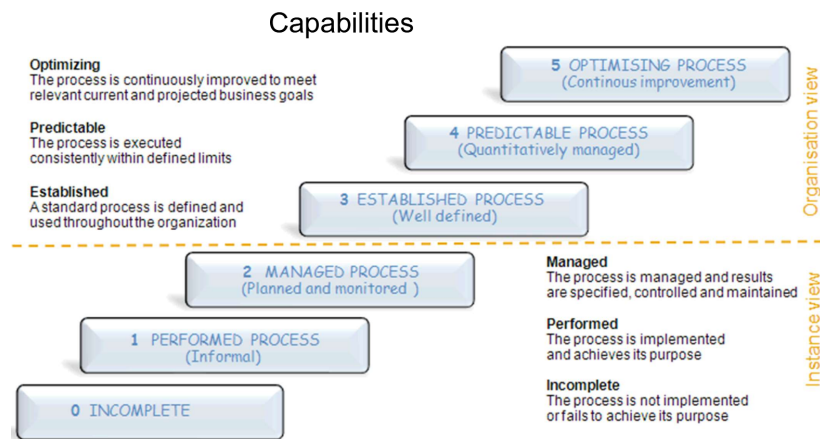 Capabilities
Optimizing
The process is continuously improved to meet
relevant current and projected business goals
Predictable
The process is executed
consistently within defined limits
Established
A standard process is defined and
used throughout the organization
5 OPTIMISING PROCESS
(Continous improvement)
4 PREDICTABLE PROCESS
(Quantitatively managed)
3 ESTABLISHED PROCESS
(Well defined)
Organisation view
2 MANAGED PROCESS
(Planned and monitored )
1 PERFORMED PROCESS
(Informal)
0 INCOMPLETE
Managed
The process is managed and results
are specified, controlled and maintained
Performed
The process is implemented
and achieves its purpose
Incomplete
The process is not implemented
or fails to achieve its purpose
Instance view